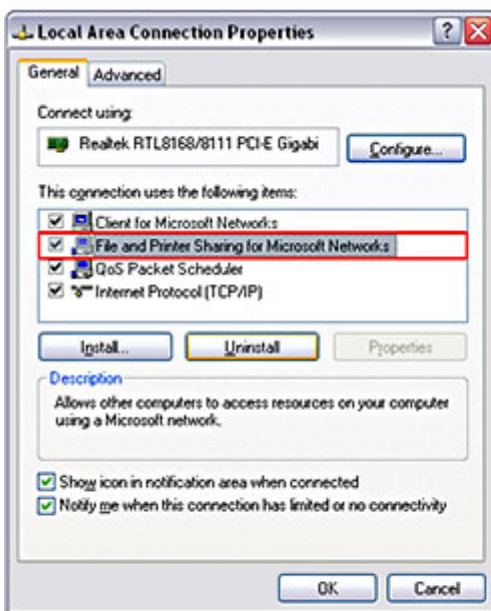 Local Area Connection Properties
General Advanced
Connect using:
Realtek RTL8168/8111 PCI-E Gigabi
Configure...
This connection uses the following items:
Client for Microsoft Networks
File and Printer Sharing for Microsoft Networks
QoS Packet Scheduler
Internet Protocol (TCP/IP)
Install... Uninstall Properties
Description
Allows other computers to access resources on your computer
using a Microsoft network.
Show icon in notification area when connected
Notify me when this connection has limited or no connectivity
OK Cancel